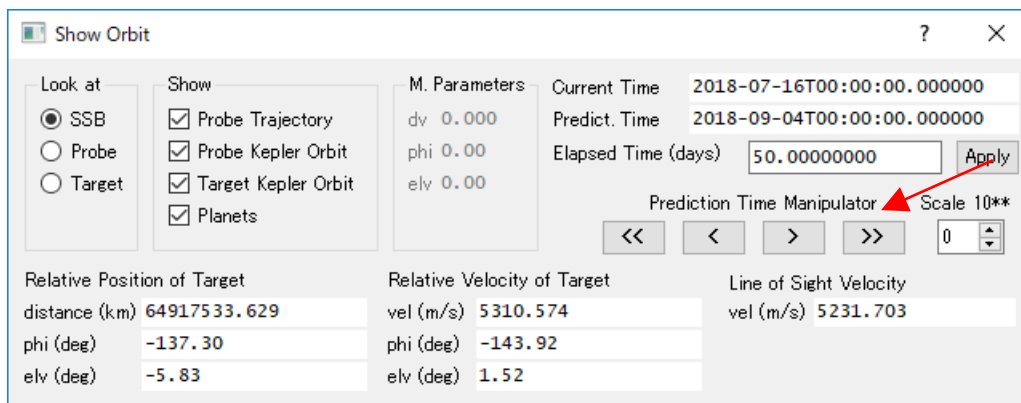 Show Orbit ? ×
Look at Show M. Parameters Current Time 2018-07-16T00:00:00.000000
SSB Probe Trajectory dv 0.000 Predict. Time 2018-09-04T00:00:00.000000
Probe Probe Kepler Orbit phi 0.00 Elapsed Time (days) 50.00000000 Apply
Target Target Kepler Orbit elv 0.00
Planets Prediction Time Manipulator Scale 10**
<< < > >> 0
Relative Position of Target Relative Velocity of Target Line of Sight Velocity
distance (km) 64917533.629 vel (m/s) 5310.574 vel (m/s) 5231.703
phi (deg) -137.30 phi (deg) -143.92
elv (deg) -5.83 elv (deg) 1.52